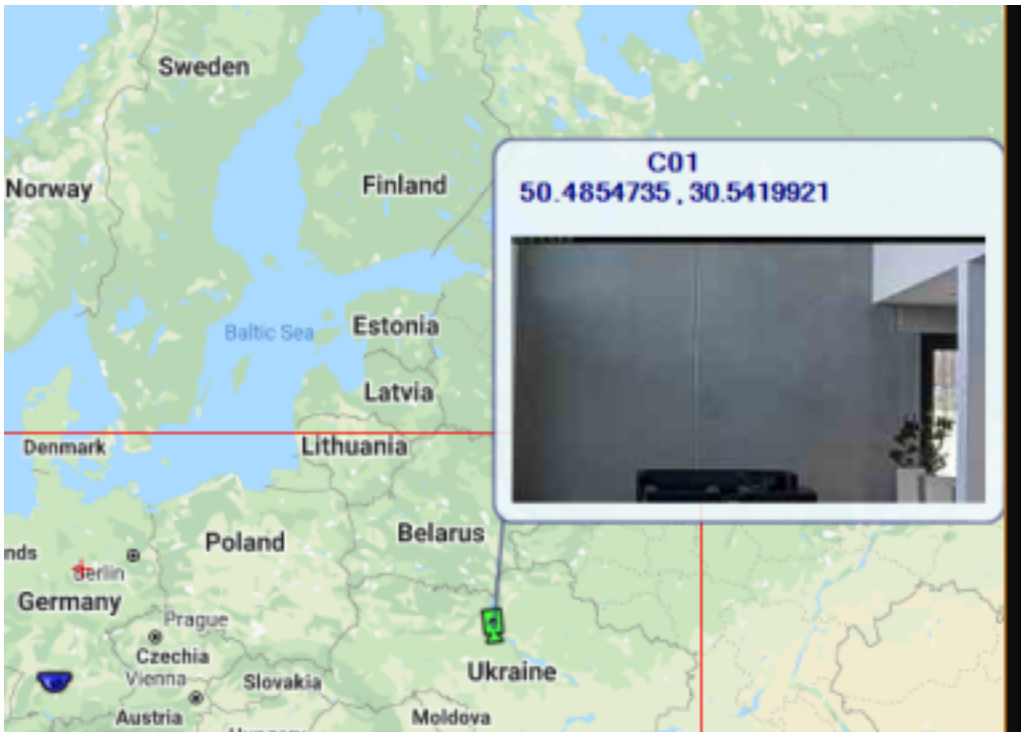 Sweden
C01
50.4854735 , 30.5419921
Norway
Finland
Baltic Sea
Estonia
Latvia
Denmark
Lithuania
Belarus
Poland
nds
Berlin
Germany
Prague
Czechia
Ukraine
Vienna
Slovakia
Austria
Moldova